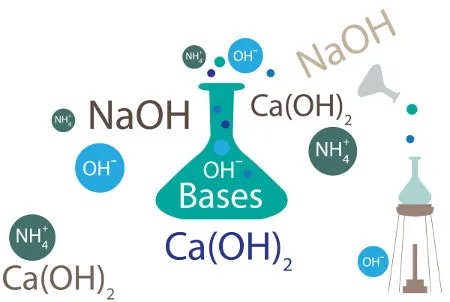 NH₄⁺
OH⁻
NaOH
NaOH
Ca(OH)₂
NH₄⁺
NH₄⁺
OH⁻
OH⁻
Bases
NH₄⁺
Ca(OH)₂
Ca(OH)₂
OH⁻